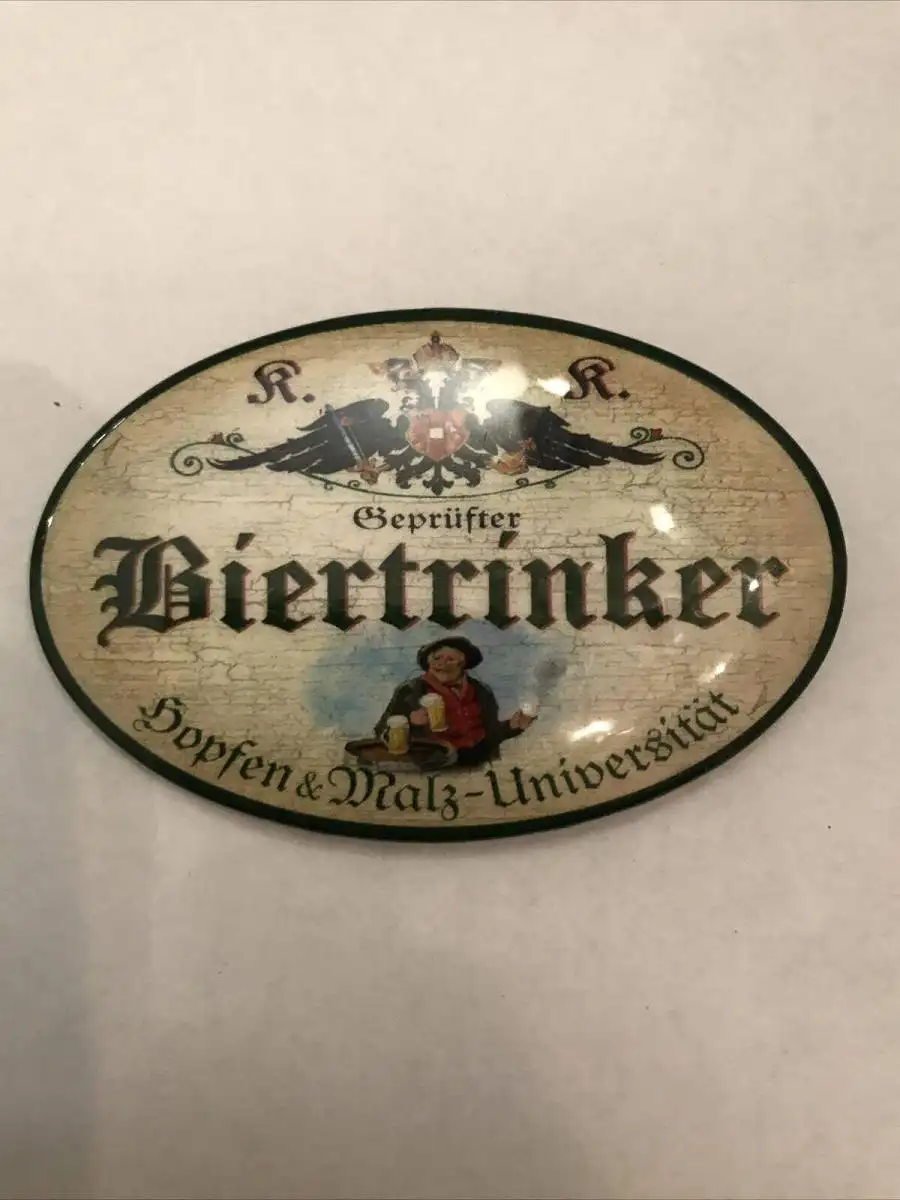 K. K.
Geprüfter
Biertrinker
Hopfen & Malz-Universität